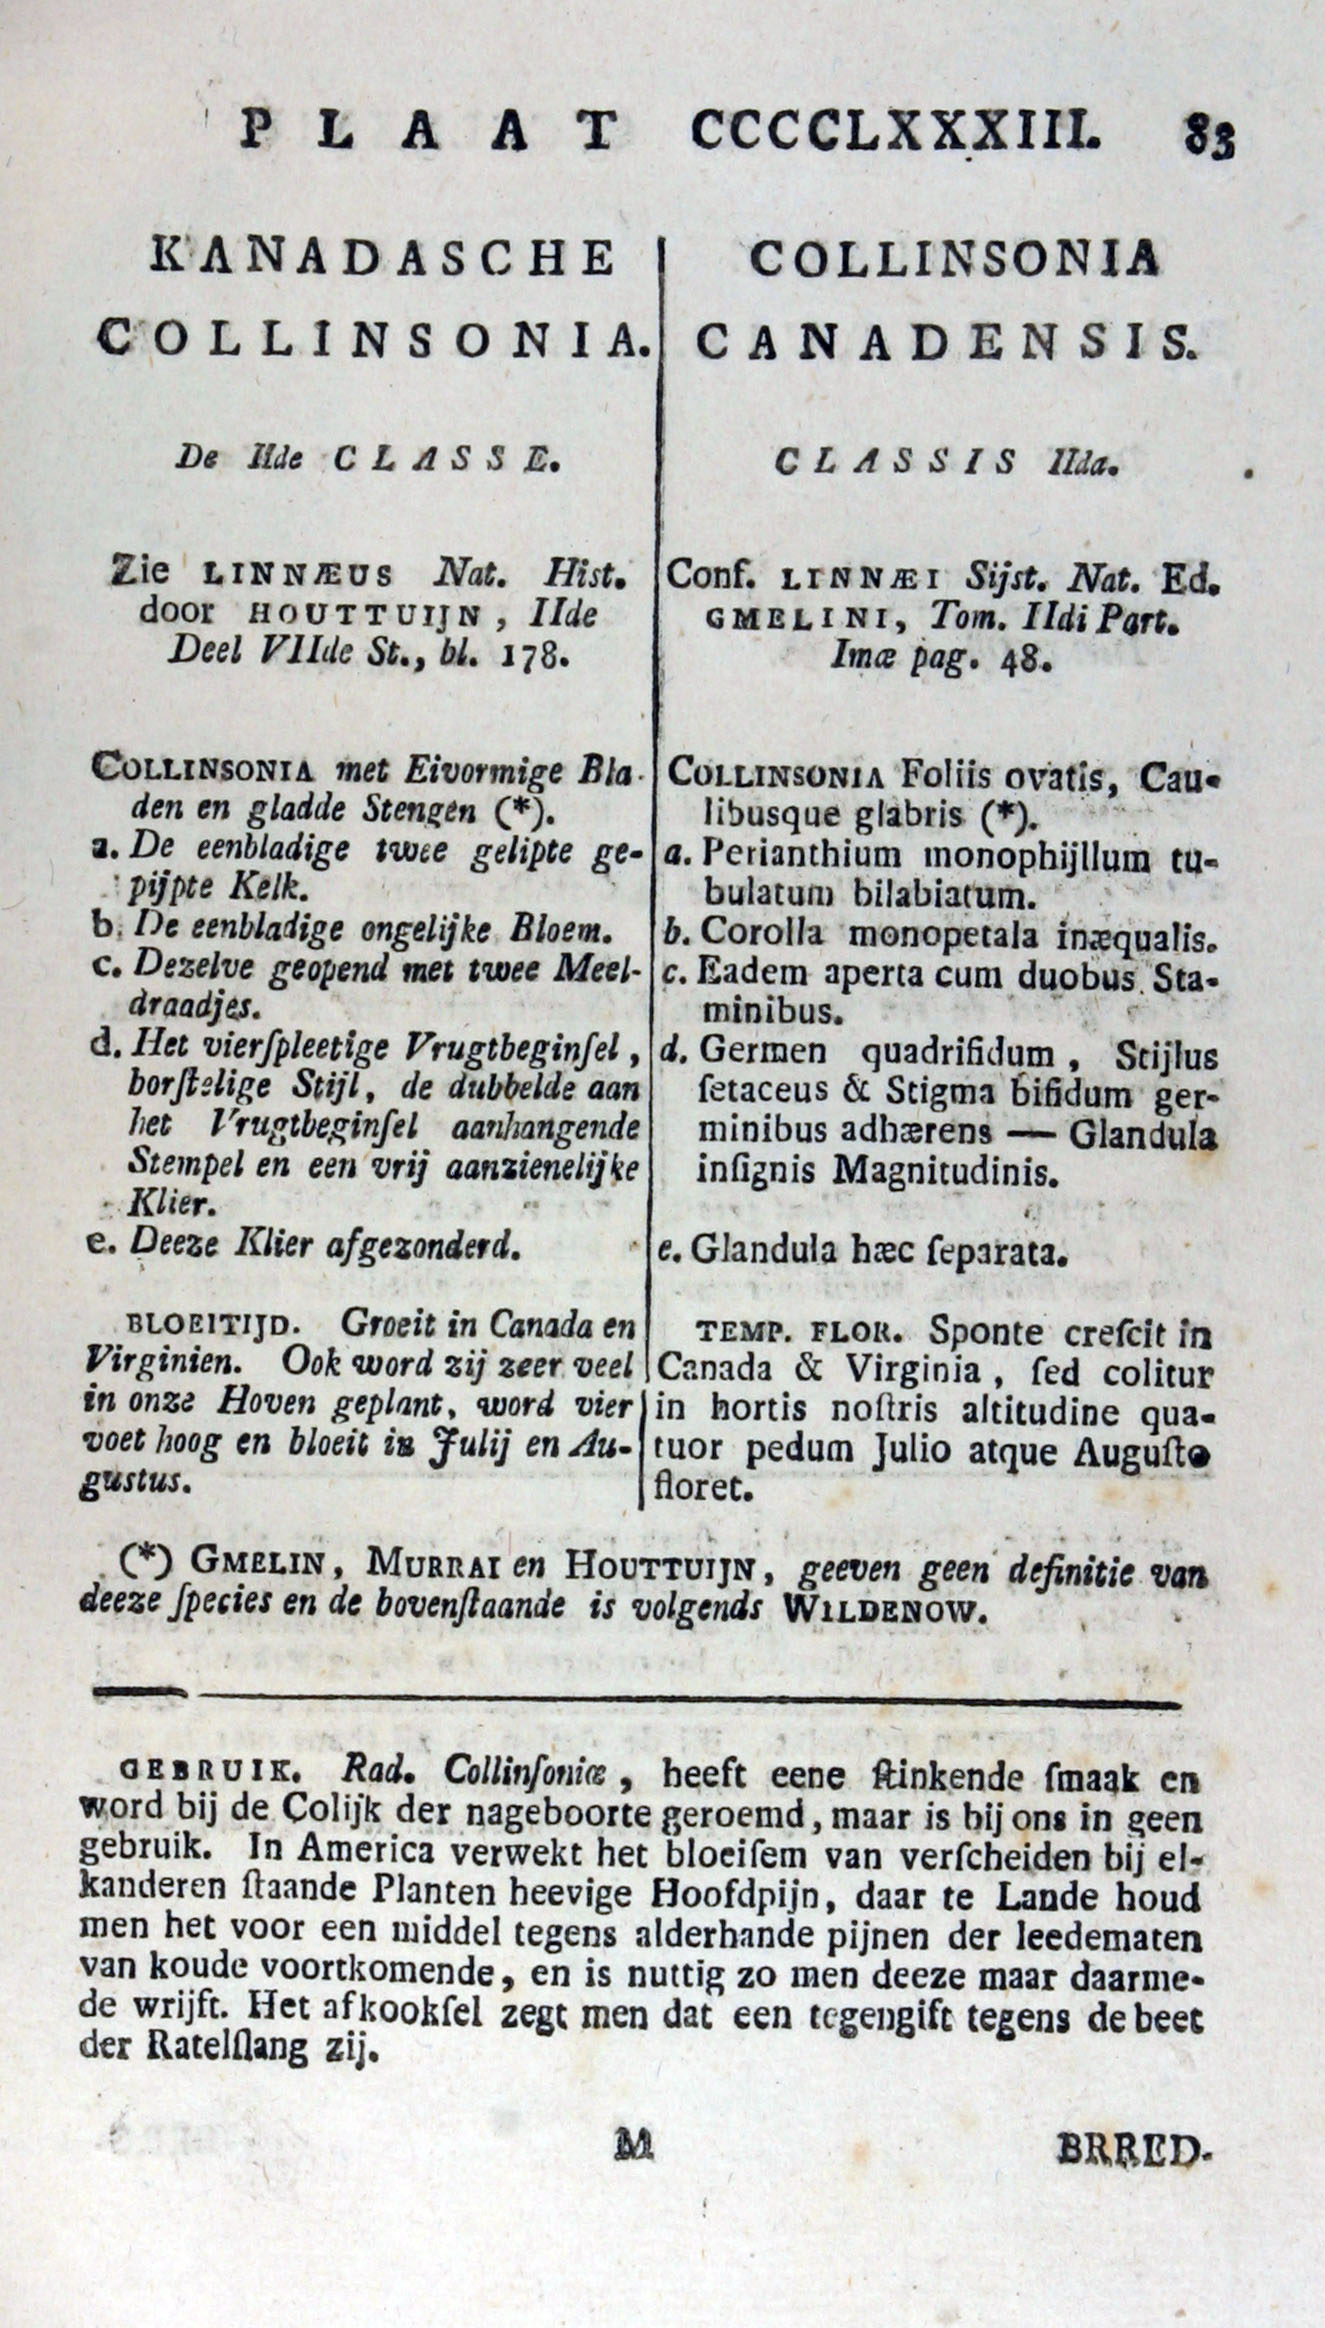 PLAAT CCCCLXXXIII. 83
KANADASCHE
COLLINSONIA.
De IIde CLASSE.
Zie LINNÆUS Nat. Hist.
door HOUTTUIJN, IIde
Deel VIIde St., bl. 178.
COLLINSONIA met Eivormige Bla-
den en gladde Stengen (*).
a. De eenbladige twee gelipte ge-
pijpte Kelk.
b. De eenbladige ongelijke Bloem.
c. Dezelve geopend met twee Meel-
draadjes.
d. Het vierſpleetige Vrugtbeginſel,
borſtelige Stijl, de dubbelde aan
het Vrugtbeginſel aanhangende
Stempel en een vrij aanzienelijke
Klier.
e. Deeze Klier afgezonderd.
BLOEITIJD. Groeit in Canada en
Virginien. Ook word zij zeer veel
in onze Hoven geplant, word vier
voet hoog en bloeit in Julij en Au-
gustus.
COLLINSONIA
CANADENSIS.
CLASSIS IIda.
Conf. LINNÆI Sijst. Nat. Ed.
GMELINI, Tom. IIdi Part.
Imæ pag. 48.
COLLINSONIA Foliis ovatis, Cau-
libusque glabris (*).
a. Perianthium monophijllum tu-
bulatum bilabiatum.
b. Corolla monopetala inæqualis.
c. Eadem aperta cum duobus Sta-
minibus.
d. Germen quadrifidum, Stijlus
ſetaceus & Stigma bifidum ger-
minibus adhærens — Glandula
inſignis Magnitudinis.
e. Glandula hæc ſeparata.
TEMP. FLOR. Sponte creſcit in
Canada & Virginia, ſed colitur
in hortis noſtris altitudine qua-
tuor pedum Julio atque Auguſto
floret.
(*) GMELIN, MURRAI en HOUTTUIJN, geeven geen definitie van
deeze ſpecies en de bovenſtaande is volgends WILDENOW.
GEBRUIK. Rad. Collinſoniæ, heeft eene ſtinkende ſmaak en
word bij de Colijk der nageboorte geroemd, maar is bij ons in geen
gebruik. In America verwekt het bloeiſem van verſcheiden bij el-
kanderen ſtaande Planten heevige Hoofdpijn, daar te Lande houd
men het voor een middel tegens alderhande pijnen der leedematen
van koude voortkomende, en is nuttig zo men deeze maar daarme-
de wrijft. Het afkookſel zegt men dat een tegengift tegens de beet
der Ratelſlang zij.
M BRRED-